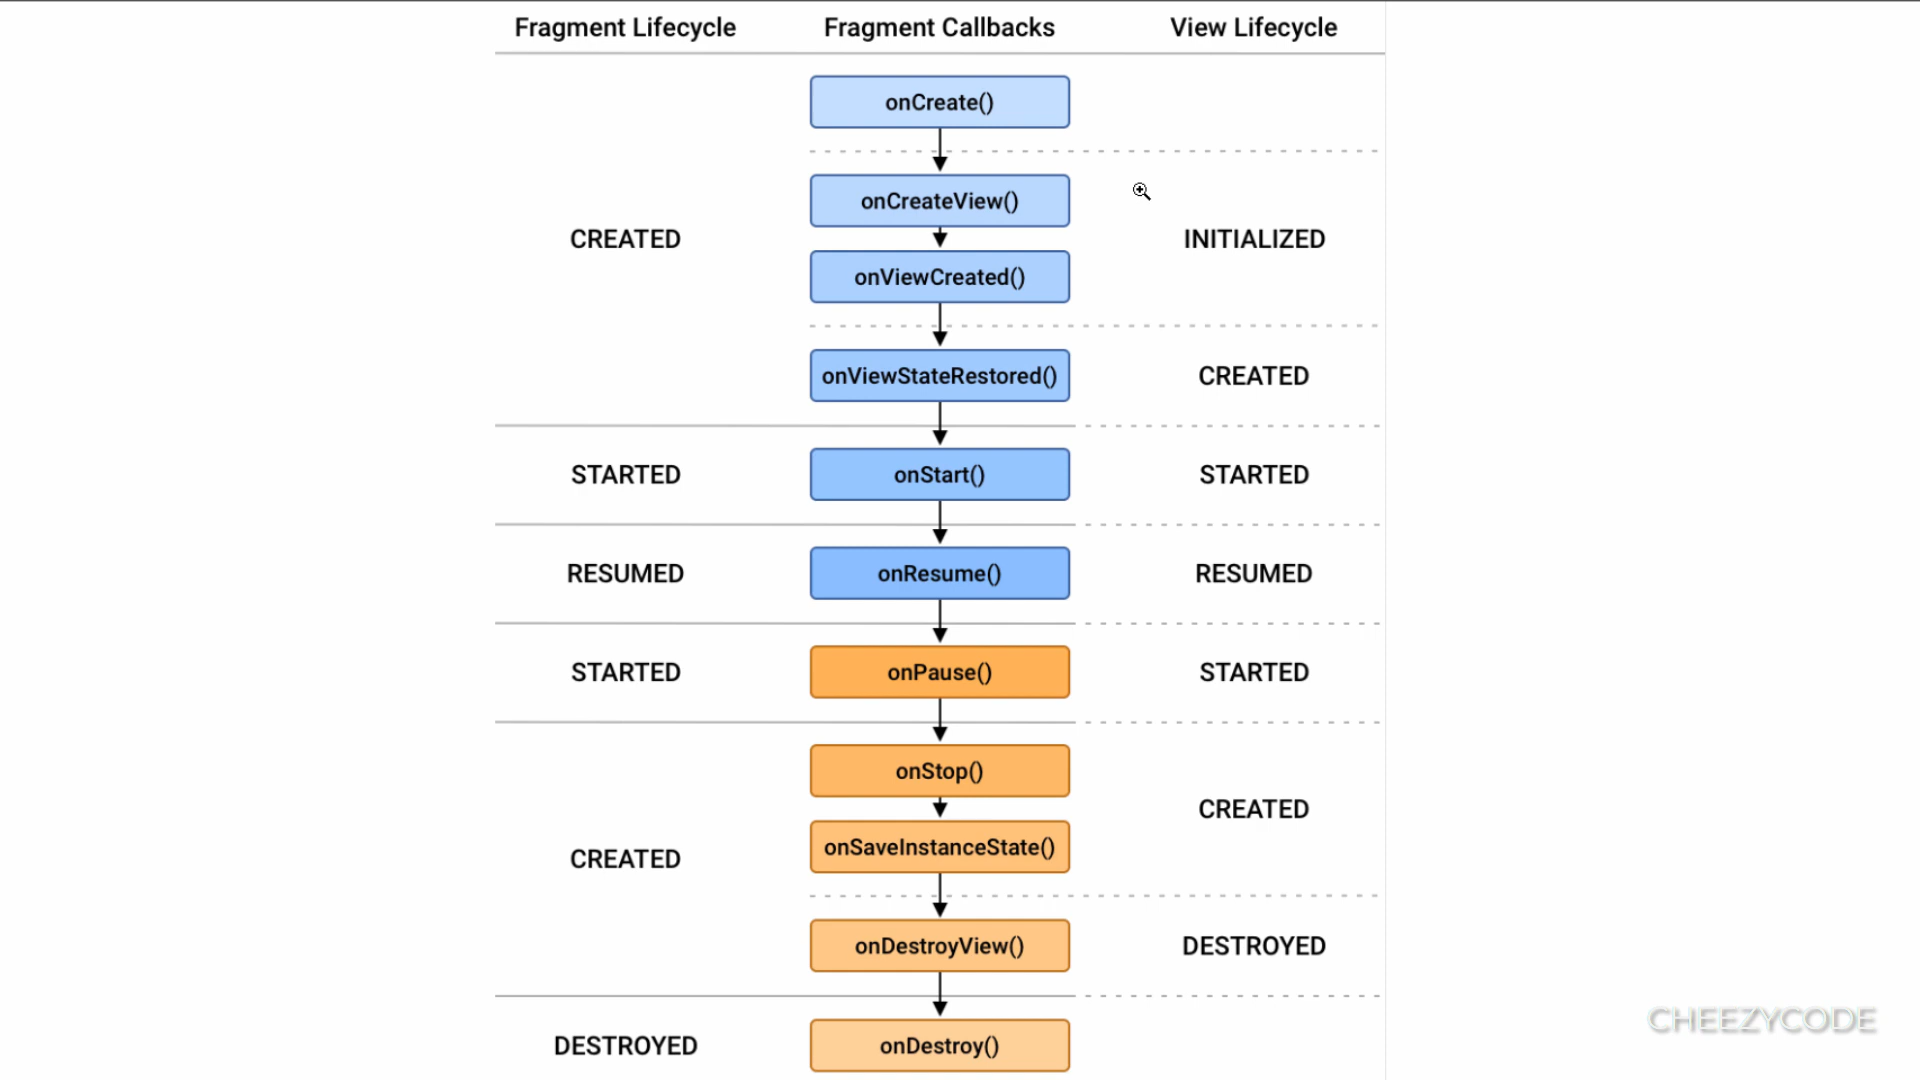 Fragment Lifecycle Fragment Callbacks View Lifecycle
onCreate()
onCreateView()
CREATED INITIALIZED
onViewCreated()
onViewStateRestored() CREATED
STARTED onStart() STARTED
RESUMED onResume() RESUMED
STARTED onPause() STARTED
onStop()
CREATED
onSaveInstanceState()
CREATED
onDestroyView() DESTROYED
DESTROYED onDestroy()
CHEEZYCODE